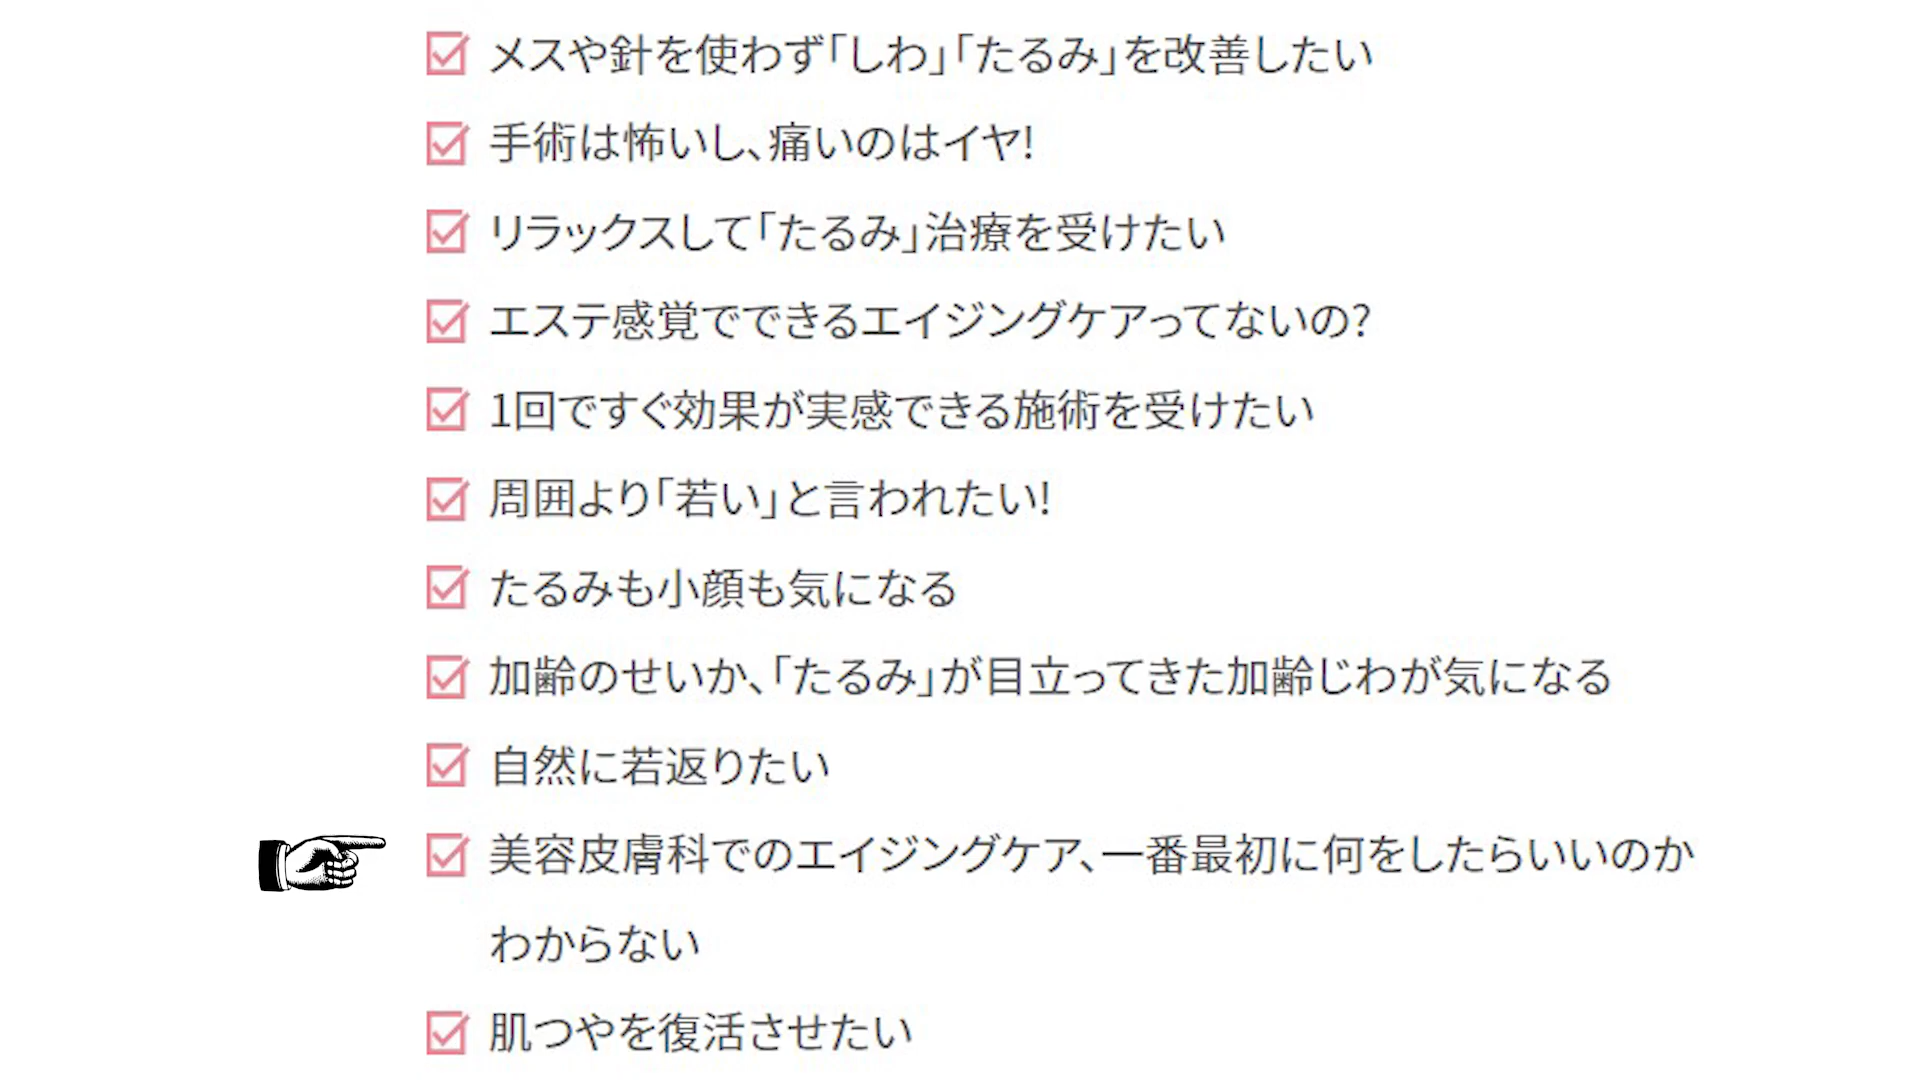 メスや針を使わず「しわ」「たるみ」を改善したい
手術は怖いし、痛いのはイヤ!
リラックスして「たるみ」治療を受けたい
エステ感覚でできるエイジングケアってないの?
1回ですぐ効果が実感できる施術を受けたい
周囲より「若い」と言われたい!
たるみも小顔も気になる
加齢のせいか、「たるみ」が目立ってきた加齢じわが気になる
自然に若返りたい
美容皮膚科でのエイジングケア、一番最初に何をしたらいいのか
わからない
肌つやを復活させたい